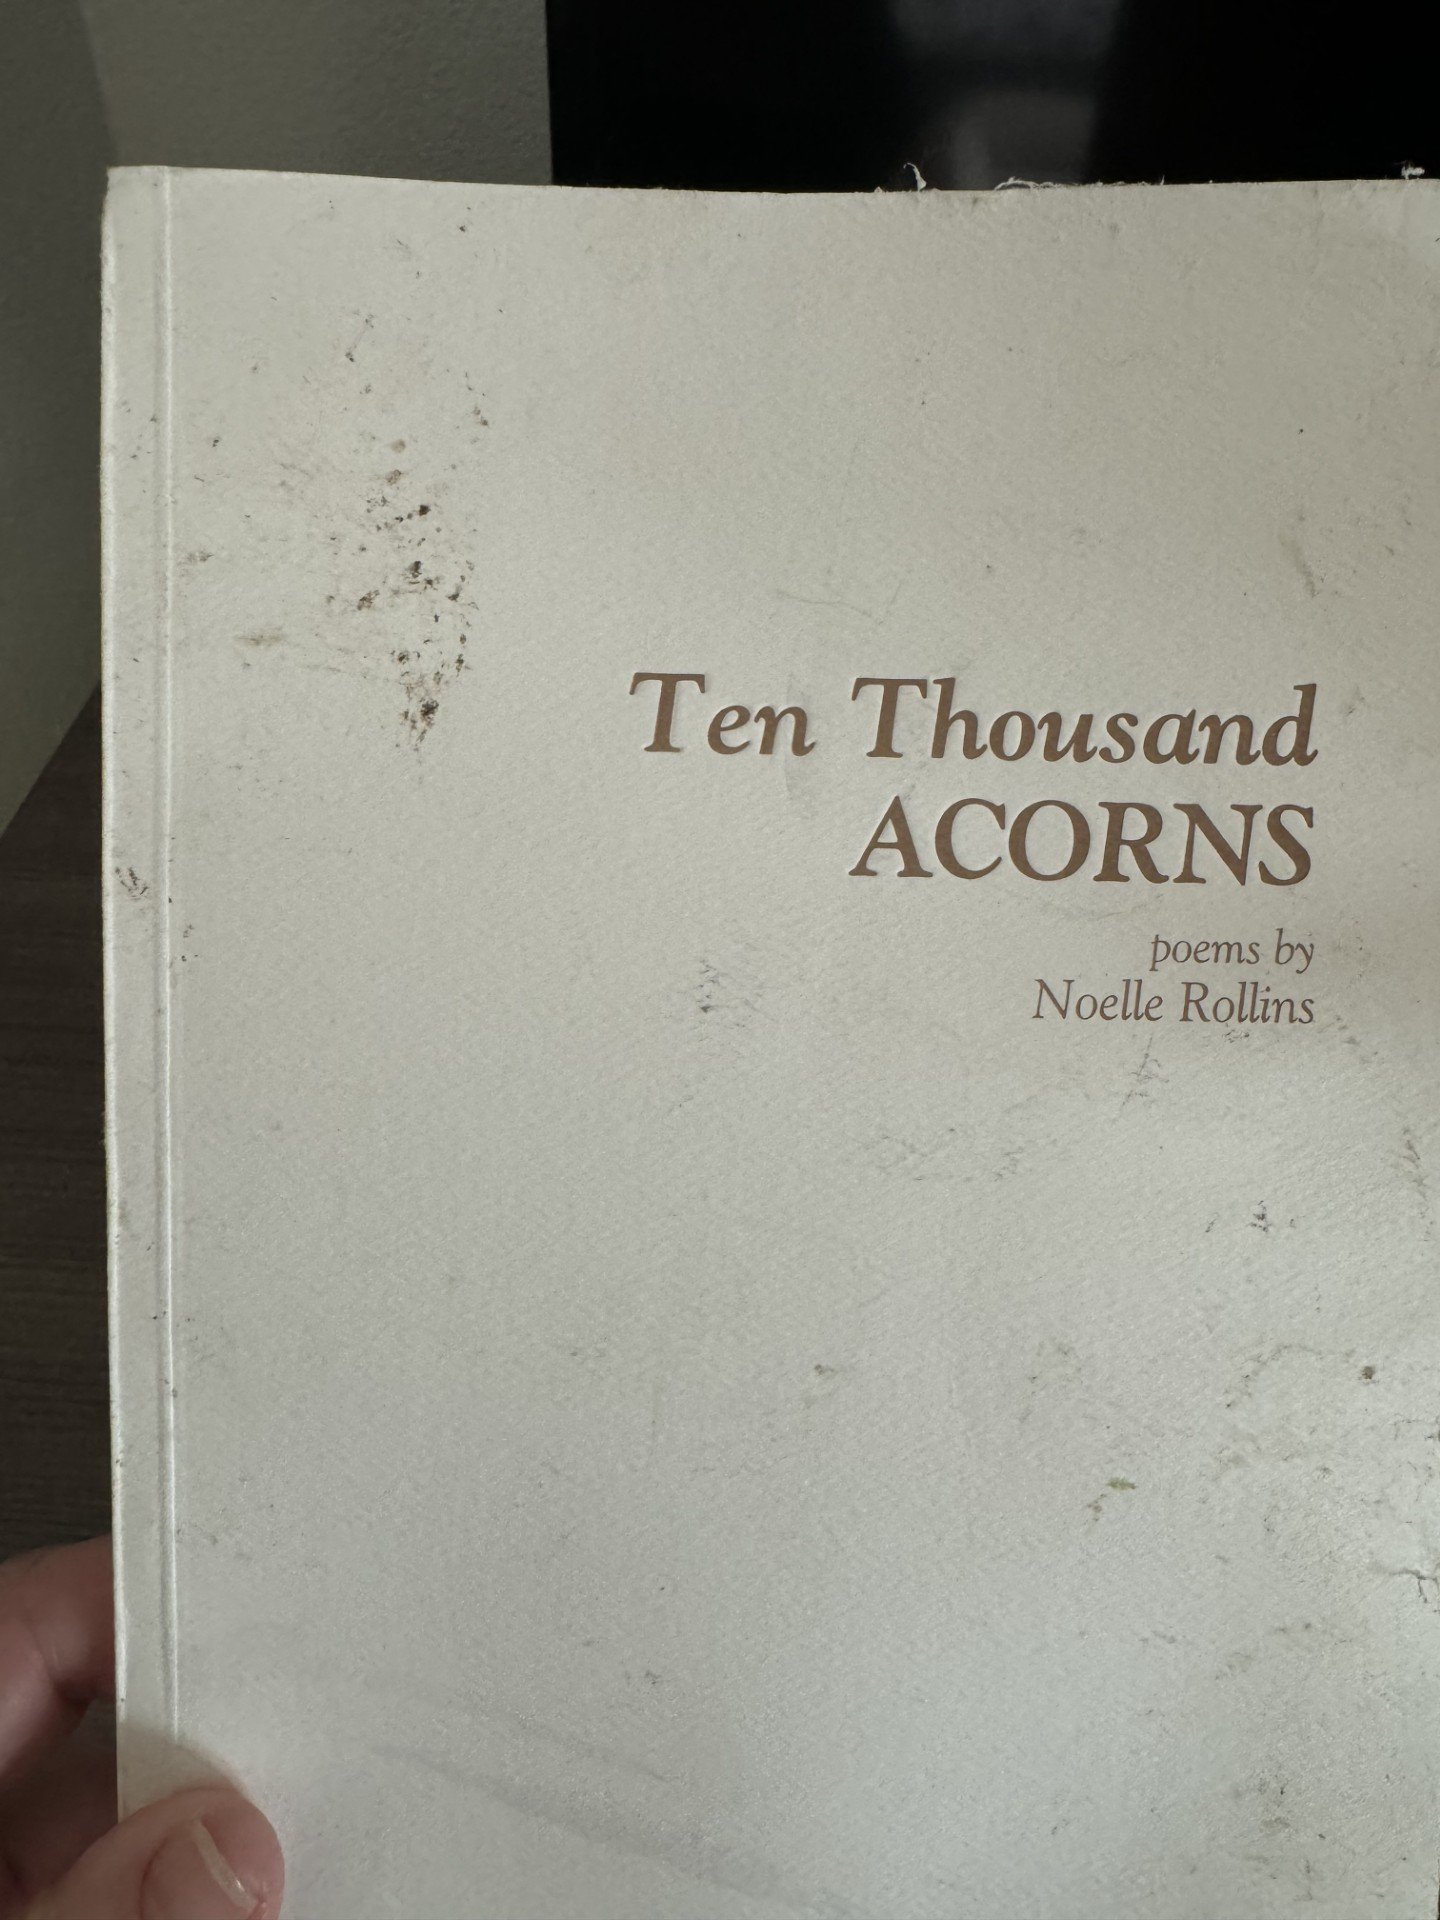 Ten Thousand
ACORNS
poems by
Noelle Rollins